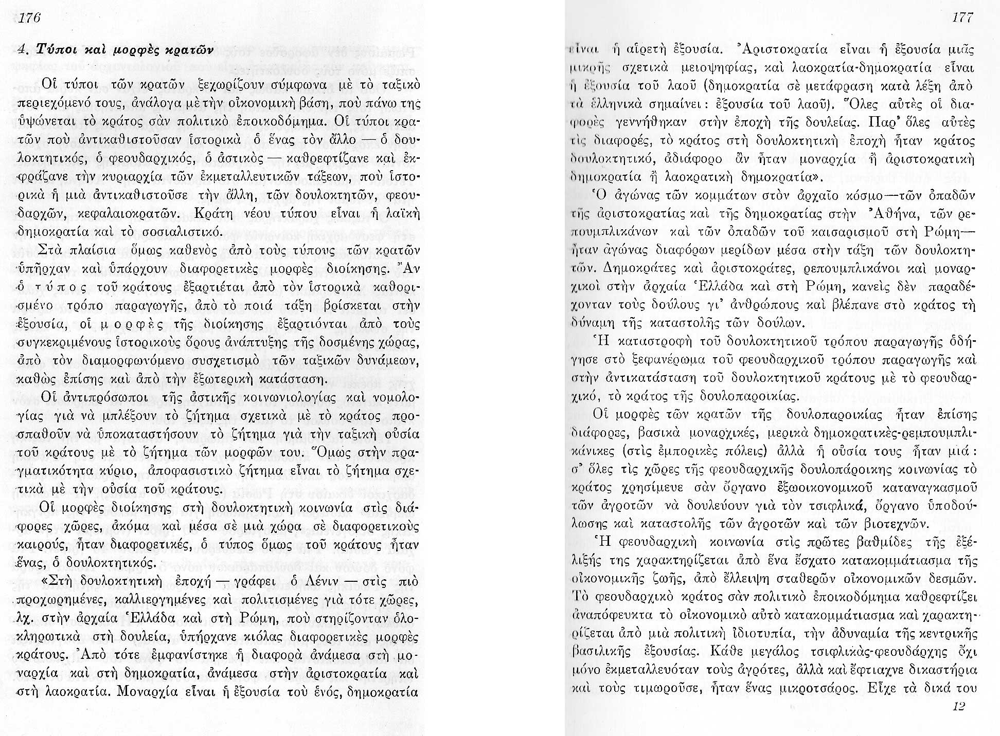 176
4. Τύποι καὶ μορφὲς κρατῶν
Οἱ τύποι τῶν κρατῶν ξεχωρίζουν σύμφωνα μὲ τὸ ταξικὸ
περιεχόμενό τους, ἀνάλογα μὲ τὴν οἰκονομικὴ βάση, ποὺ πάνω της
ὑψώνεται τὸ κράτος σὰν πολιτικὸ ἐποικοδόμημα. Οἱ τύποι κρα-
τῶν ποὺ ἀντικαθιστοῦσαν ἱστορικὰ ὁ ἕνας τὸν ἄλλο — ὁ δου-
λοκτητικός, ὁ φεουδαρχικός, ὁ ἀστικὸς — καθρεφτίζανε καὶ ἐκ-
φράζανε τὴν κυριαρχία τῶν ἐκμεταλλευτικῶν τάξεων, ποὺ ἱστο-
ρικὰ ἡ μιὰ ἀντικαθιστοῦσε τὴν ἄλλη, τῶν δουλοκτητῶν, φεου-
δαρχῶν, κεφαλαιοκρατῶν. Κράτη νέου τύπου εἶναι ἡ λαϊκὴ
δημοκρατία καὶ τὸ σοσιαλιστικό.
Στὰ πλαίσια ὅμως καθενὸς ἀπὸ τοὺς τύπους τῶν κρατῶν
ὑπῆρχαν καὶ ὑπάρχουν διαφορετικὲς μορφὲς διοίκησης. Ἂν
ὁ τ ύ π ο ς τοῦ κράτους ἐξαρτιέται ἀπὸ τὸν ἱστορικὰ καθορι-
σμένο τρόπο παραγωγῆς, ἀπὸ τὸ ποιά τάξη βρίσκεται στὴν
ἐξουσία, οἱ μ ο ρ φ ὲ ς τῆς διοίκησης ἐξαρτιόνται ἀπὸ τοὺς
συγκεκριμένους ἱστορικοὺς ὅρους ἀνάπτυξης τῆς δοσμένης χώρας,
ἀπὸ τὸν διαμορφωνόμενο συσχετισμὸ τῶν ταξικῶν δυνάμεων,
καθὼς ἐπίσης καὶ ἀπὸ τὴν ἐξωτερικὴ κατάσταση.
Οἱ ἀντιπρόσωποι τῆς ἀστικῆς κοινωνιολογίας καὶ νομολο-
γίας γιὰ νὰ μπλέξουν τὸ ζήτημα σχετικὰ μὲ τὸ κράτος προ-
σπαθοῦν νὰ ὑποκαταστήσουν τὸ ζήτημα γιὰ τὴν ταξικὴ οὐσία
τοῦ κράτους μὲ τὸ ζήτημα τῶν μορφῶν του. Ὅμως στὴν πρα-
γματικότητα κύριο, ἀποφασιστικὸ ζήτημα εἶναι τὸ ζήτημα σχε-
τικὰ μὲ τὴν οὐσία τοῦ κράτους.
Οἱ μορφὲς διοίκησης στὴ δουλοκτητικὴ κοινωνία στὶς διά-
φορες χῶρες, ἀκόμα καὶ μέσα σὲ μιὰ χώρα σὲ διαφορετικοὺς
καιρούς, ἦταν διαφορετικές, ὁ τύπος ὅμως τοῦ κράτους ἦταν
ἕνας, ὁ δουλοκτητικός.
«Στὴ δουλοκτητικὴ ἐποχή — γράφει ὁ Λένιν — στὶς πιὸ
προχωρημένες, καλλιεργημένες καὶ πολιτισμένες γιὰ τότε χῶρες,
λχ. στὴν ἀρχαία Ἑλλάδα καὶ στὴ Ρώμη, ποὺ στηρίζονταν ὁλο-
κληρωτικὰ στὴ δουλεία, ὑπήρχανε κιόλας διαφορετικὲς μορφὲς
κράτους. Ἀπὸ τότε ἐμφανίστηκε ἡ διαφορὰ ἀνάμεσα στὴ μο-
ναρχία καὶ στὴ δημοκρατία, ἀνάμεσα στὴν ἀριστοκρατία καὶ
στὴ λαοκρατία. Μοναρχία εἶναι ἡ ἐξουσία τοῦ ἑνός, δημοκρατία
177
εἶναι ἡ αἱρετὴ ἐξουσία. Ἀριστοκρατία εἶναι ἡ ἐξουσία μιᾶς
μικρῆς σχετικὰ μειοψηφίας, καὶ λαοκρατία-δημοκρατία εἶναι
ἡ ἐξουσία τοῦ λαοῦ (δημοκρατία σὲ μετάφραση κατὰ λέξη ἀπὸ
τὰ ἑλληνικὰ σημαίνει : ἐξουσία τοῦ λαοῦ). Ὅλες αὐτὲς οἱ δια-
φορὲς γεννήθηκαν στὴν ἐποχὴ τῆς δουλείας. Παρ' ὅλες αὐτὲς
τὶς διαφορές, τὸ κράτος στὴ δουλοκτητικὴ ἐποχὴ ἦταν κράτος
δουλοκτητικό, ἀδιάφορο ἂν ἦταν μοναρχία ἢ ἀριστοκρατικὴ
δημοκρατία ἢ λαοκρατικὴ δημοκρατία».
Ὁ ἀγώνας τῶν κομμάτων στὸν ἀρχαῖο κόσμο—τῶν ὀπαδῶν
τῆς ἀριστοκρατίας καὶ τῆς δημοκρατίας στὴν Ἀθήνα, τῶν ρε-
πουμπλικάνων καὶ τῶν ὀπαδῶν τοῦ καισαρισμοῦ στὴ Ρώμη—
ἦταν ἀγώνας διαφόρων μερίδων μέσα στὴν τάξη τῶν δουλοκτη-
τῶν. Δημοκράτες καὶ ἀριστοκράτες, ρεπουμπλικάνοι καὶ μοναρ-
χικοὶ στὴν ἀρχαία Ἑλλάδα καὶ στὴ Ρώμη, κανεὶς δὲν παραδέ-
χονταν τοὺς δούλους γι' ἀνθρώπους καὶ βλέπανε στὸ κράτος τὴ
δύναμη τῆς καταστολῆς τῶν δούλων.
Ἡ καταστροφὴ τοῦ δουλοκτητικοῦ τρόπου παραγωγῆς ὁδή-
γησε στὸ ξεφανέρωμα τοῦ φεουδαρχικοῦ τρόπου παραγωγῆς καὶ
στὴν ἀντικατάσταση τοῦ δουλοκτητικοῦ κράτους μὲ τὸ φεουδαρ-
χικό, τὸ κράτος τῆς δουλοπαροικίας.
Οἱ μορφὲς τῶν κρατῶν τῆς δουλοπαροικίας ἦταν ἐπίσης
διάφορες, βασικὰ μοναρχικές, μερικὰ δημοκρατικὲς-ρεμπουμπλι-
κάνικες (στὶς ἐμπορικὲς πόλεις) ἀλλὰ ἡ οὐσία τους ἦταν μιά :
σ' ὅλες τὶς χῶρες τῆς φεουδαρχικῆς δουλοπάροικης κοινωνίας τὸ
κράτος χρησίμευε σὰν ὄργανο ἐξωοικονομικοῦ καταναγκασμοῦ
τῶν ἀγροτῶν νὰ δουλεύουν γιὰ τὸν τσιφλικά, ὄργανο ὑποδού-
λωσης καὶ καταστολῆς τῶν ἀγροτῶν καὶ τῶν βιοτεχνῶν.
Ἡ φεουδαρχικὴ κοινωνία στὶς πρῶτες βαθμίδες τῆς ἐξέ-
λιξής της χαρακτηρίζεται ἀπὸ ἕνα ἔσχατο κατακομμάτιασμα τῆς
οἰκονομικῆς ζωῆς, ἀπὸ ἔλλειψη σταθερῶν οἰκονομικῶν δεσμῶν.
Τὸ φεουδαρχικὸ κράτος σὰν πολιτικὸ ἐποικοδόμημα καθρεφτίζει
ἀναπόφευκτα τὸ οἰκονομικὸ αὐτὸ κατακομμάτιασμα καὶ χαρακτη-
ρίζεται ἀπὸ μιὰ πολιτικὴ ἰδιοτυπία, τὴν ἀδυναμία τῆς κεντρικῆς
βασιλικῆς ἐξουσίας. Κάθε μεγάλος τσιφλικὰς-φεουδάρχης ὄχι
μόνο ἐκμεταλλευόταν τοὺς ἀγρότες, ἀλλὰ καὶ ἔφτιαχνε δικαστήρια
καὶ τοὺς τιμωροῦσε, ἦταν ἕνας μικροτσάρος. Εἶχε τὰ δικά του
12